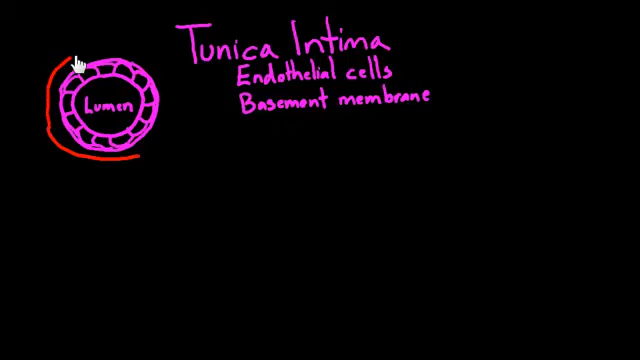 Tunica Intima
Endothelial cells
Basement membrane
Lumen